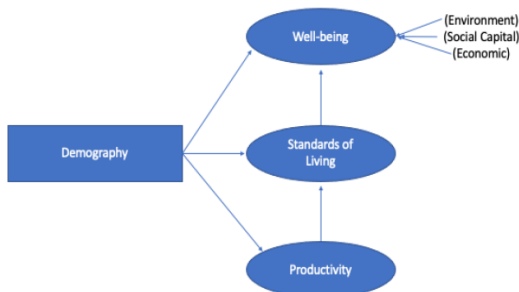 (Environment)
Well-being
(Social Capital)
(Economic)
Demography
Standards of
Living
Productivity